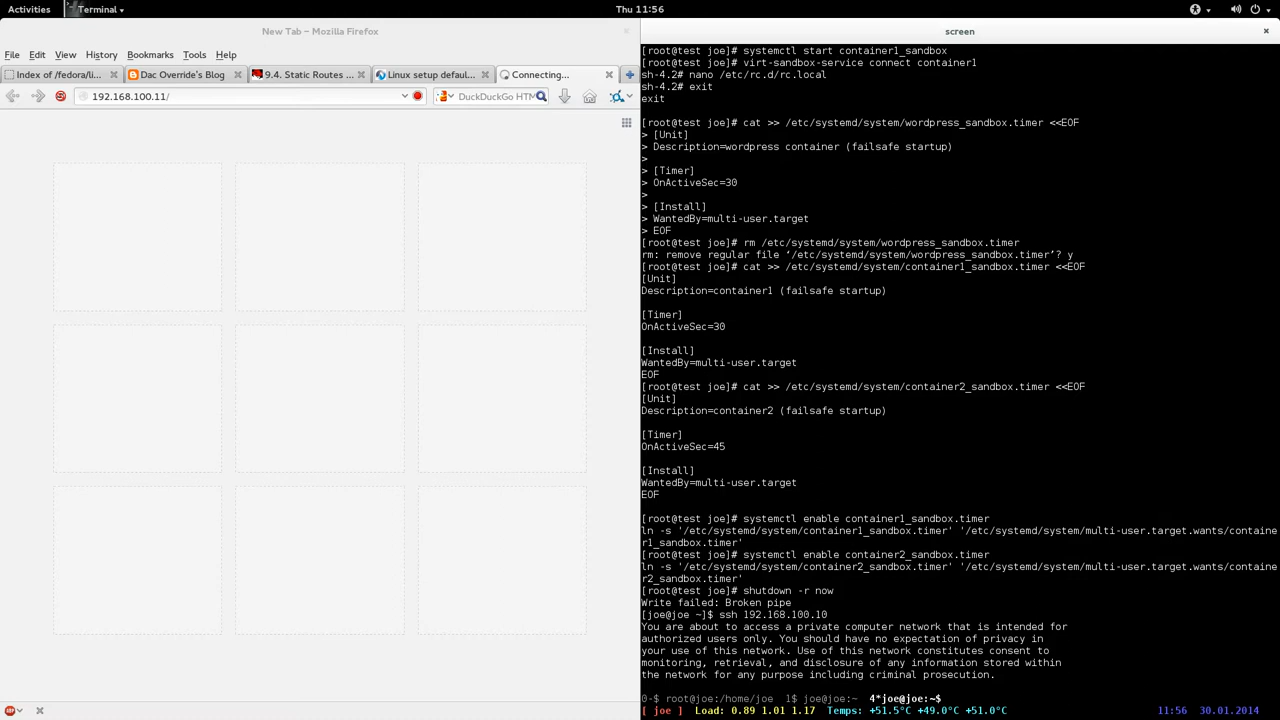 Activities Terminal Thu 11:56
New Tab - Mozilla Firefox
File Edit View History Bookmarks Tools Help
Index of /fedora/li... Dac Override's Blog 9.4. Static Routes ... Linux setup defaul... Connecting...
192.168.100.11/ DuckDuckGo HTM
screen
[root@test joe]# systemctl start container1_sandbox
[root@test joe]# virt-sandbox-service connect container1
sh-4.2# nano /etc/rc.d/rc.local
sh-4.2# exit
exit
[root@test joe]# cat >> /etc/systemd/system/wordpress_sandbox.timer <<EOF
> [Unit]
> Description=wordpress container (failsafe startup)
>
> [Timer]
> OnActiveSec=30
>
> [Install]
> WantedBy=multi-user.target
> EOF
[root@test joe]# rm /etc/systemd/system/wordpress_sandbox.timer
rm: remove regular file ‘/etc/systemd/system/wordpress_sandbox.timer’? y
[root@test joe]# cat >> /etc/systemd/system/container1_sandbox.timer <<EOF
[Unit]
Description=container1 (failsafe startup)
[Timer]
OnActiveSec=30
[Install]
WantedBy=multi-user.target
EOF
[root@test joe]# cat >> /etc/systemd/system/container2_sandbox.timer <<EOF
[Unit]
Description=container2 (failsafe startup)
[Timer]
OnActiveSec=45
[Install]
WantedBy=multi-user.target
EOF
[root@test joe]# systemctl enable container1_sandbox.timer
ln -s '/etc/systemd/system/container1_sandbox.timer' '/etc/systemd/system/multi-user.target.wants/containe
r1_sandbox.timer'
[root@test joe]# systemctl enable container2_sandbox.timer
ln -s '/etc/systemd/system/container2_sandbox.timer' '/etc/systemd/system/multi-user.target.wants/containe
r2_sandbox.timer'
[root@test joe]# shutdown -r now
Write failed: Broken pipe
[joe@joe ~]$ ssh 192.168.100.10
You are about to access a private computer network that is intended for
authorized users only. You should have no expectation of privacy in
your use of this network. Use of this network constitutes consent to
monitoring, retrieval, and disclosure of any information stored within
the network for any purpose including criminal prosecution.
0-$ root@joe:/home/joe 1$ joe@joe:~ 4*joe@joe:~$
[ joe ] Load: 0.89 1.01 1.17 Temps: +51.5°C +49.0°C +51.0°C 11:56 30.01.2014